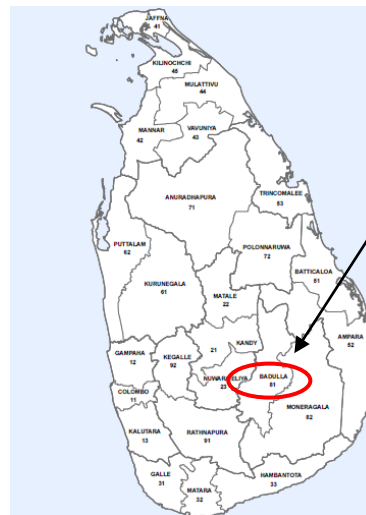 JAFFNA
41
KILINOCHCHI
45
MULATTIVU
44
VAVUNIYA
43
MANNAR
42
ANURADHAPURA
71
TRINCOMALEE
53
PUTTALAM
62
POLONNARUWA
72
BATTICALOA
51
KURUNEGALA
61
MATALE
22
AMPARA
52
KANDY
21
GAMPAHA
12
KEGALLE
92
NUWARA ELIYA
23
BADULLA
81
COLOMBO
11
MONERAGALA
82
KALUTARA
13
RATHNAPURA
91
GALLE
31
MATARA
32
HAMBANTOTA
33